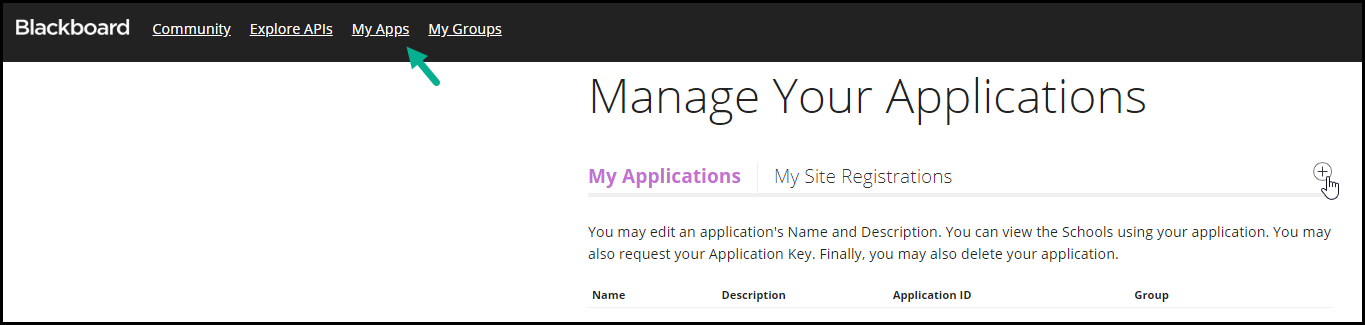 Blackboard Community Explore APIs My Apps My Groups
Manage Your Applications
My Applications My Site Registrations
You may edit an application's Name and Description. You can view the Schools using your application. You may
also request your Application Key. Finally, you may also delete your application.
Name Description Application ID Group